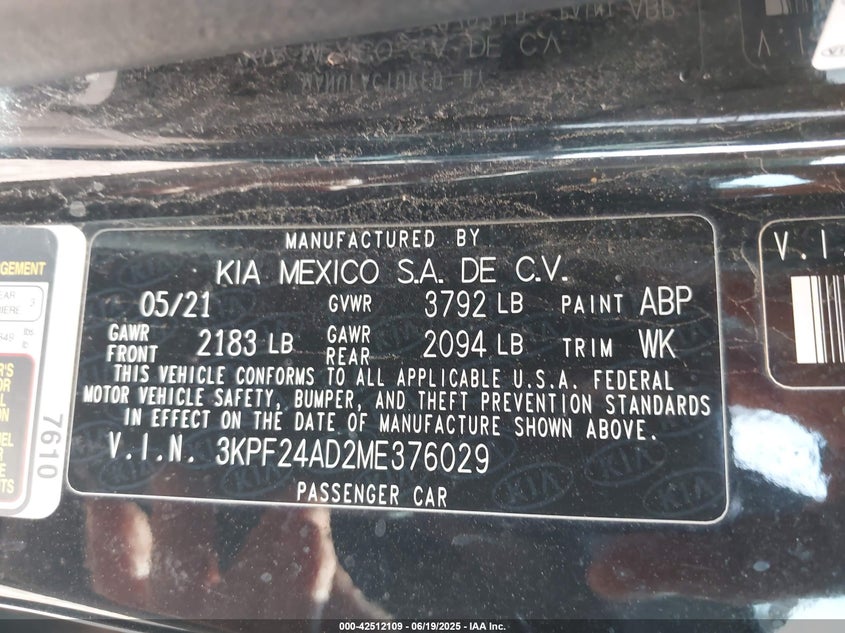 MANUFACTURED BY
KIA MEXICO S.A. DE C.V.
05/21 GVWR 3792 LB PAINT ABP
GAWR FRONT 2183 LB GAWR REAR 2094 LB TRIM WK
THIS VEHICLE CONFORMS TO ALL APPLICABLE U.S.A. FEDERAL
MOTOR VEHICLE SAFETY, BUMPER, AND THEFT PREVENTION STANDARDS
IN EFFECT ON THE DATE OF MANUFACTURE SHOWN ABOVE.
V.I.N. 3KPF24AD2ME376029
PASSENGER CAR
7610
V.I.
000-42512109 - 06/19/2025 - IAA Inc.